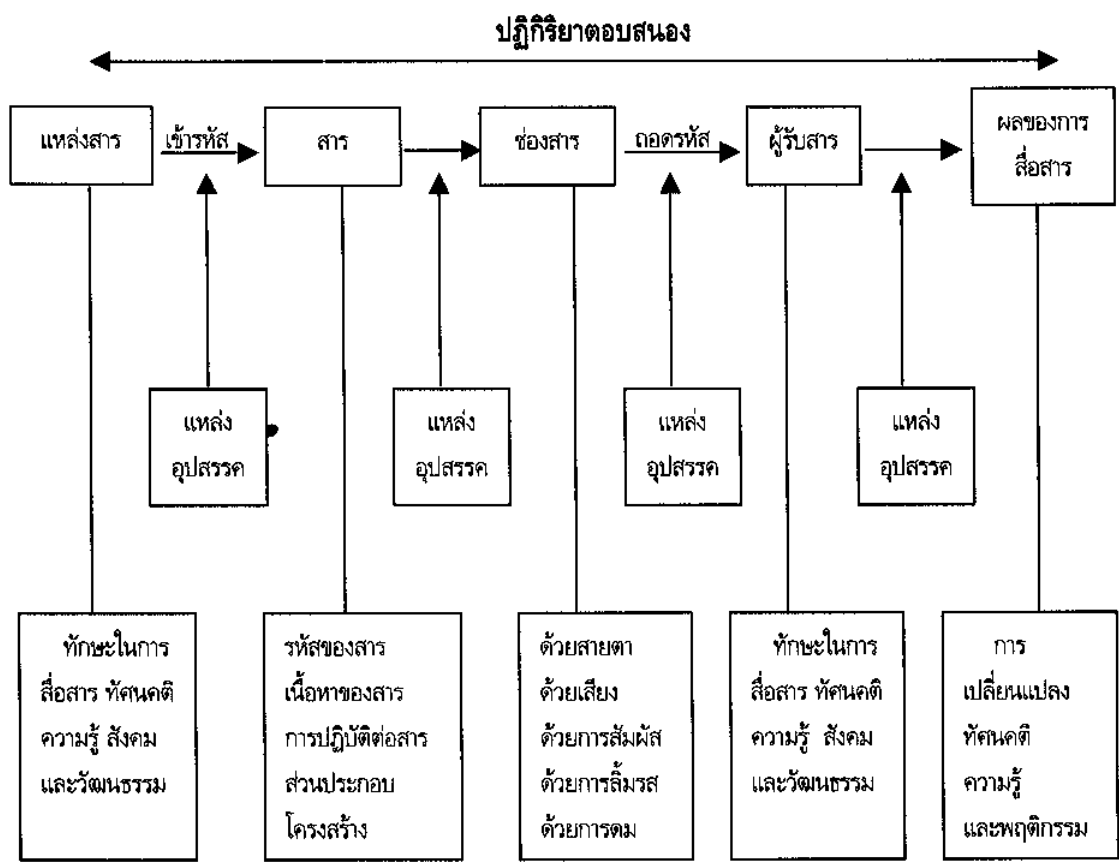 ปฏิกิริยาตอบสนอง
แหล่งสาร
เข้ารหัส
สาร
ช่องสาร
ถอดรหัส
ผู้รับสาร
ผลของการ
สื่อสาร
แหล่ง
อุปสรรค
แหล่ง
อุปสรรค
แหล่ง
อุปสรรค
แหล่ง
อุปสรรค
ทักษะในการ
สื่อสาร ทัศนคติ
ความรู้ สังคม
และวัฒนธรรม
รหัสของสาร
เนื้อหาของสาร
การปฏิบัติต่อสาร
ส่วนประกอบ
โครงสร้าง
ด้วยสายตา
ด้วยเสียง
ด้วยการสัมผัส
ด้วยการลิ้มรส
ด้วยการดม
ทักษะในการ
สื่อสาร ทัศนคติ
ความรู้ สังคม
และวัฒนธรรม
การ
เปลี่ยนแปลง
ทัศนคติ
ความรู้
และพฤติกรรม